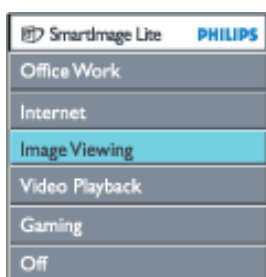 SmartImage Lite PHILIPS
Office Work
Internet
Image Viewing
Video Playback
Gaming
Off